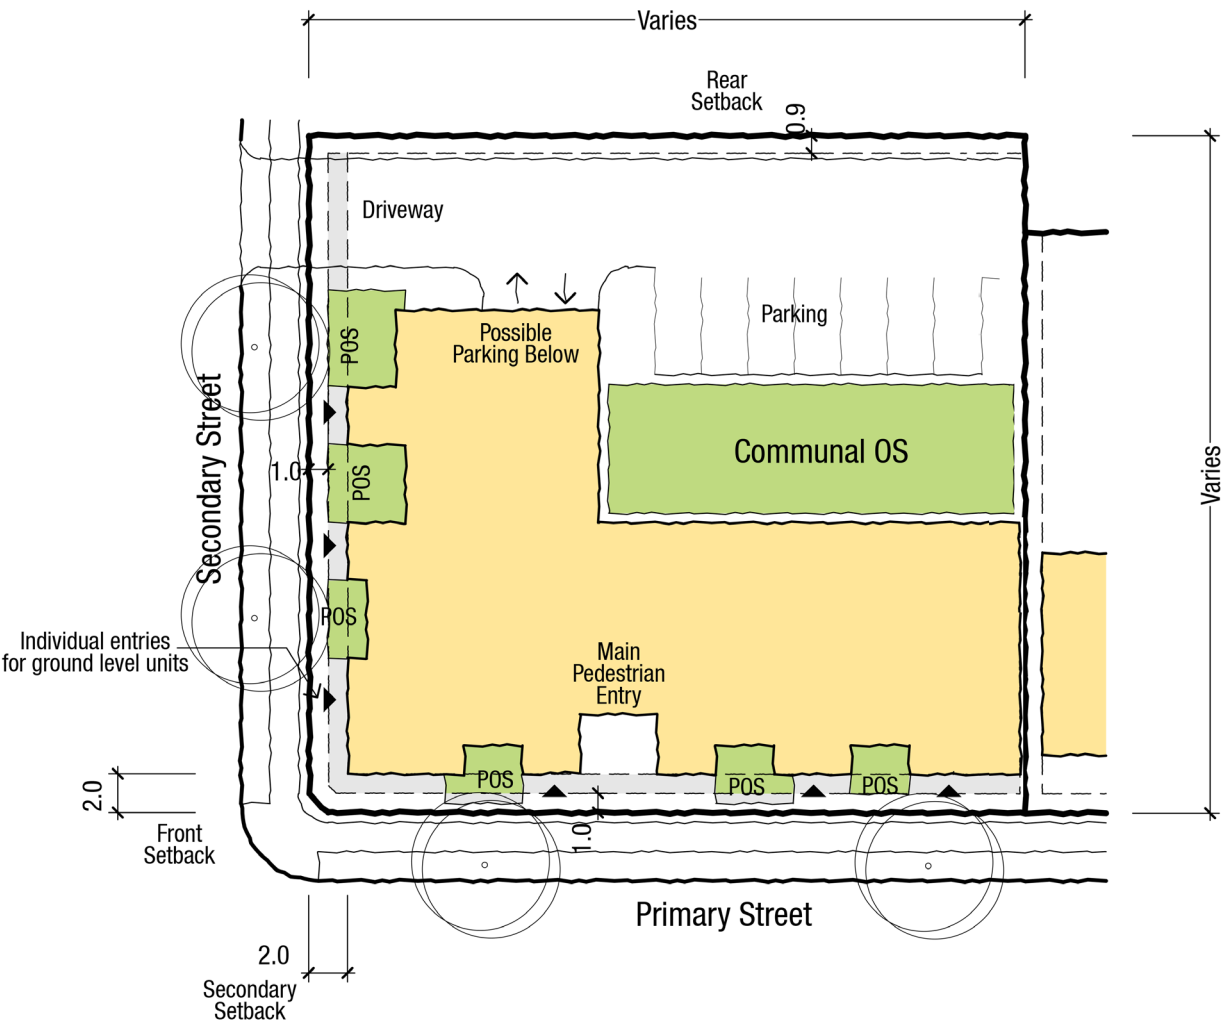 Varies
Rear
Setback
0.9
Driveway
Possible
Parking Below
Parking
POS
Communal OS
Varies
Secondary Street
1.0
POS
POS
Individual entries
for ground level units
Main
Pedestrian
Entry
POS
POS
POS
2.0
Front
Setback
1.0
Primary Street
2.0
Secondary
Setback